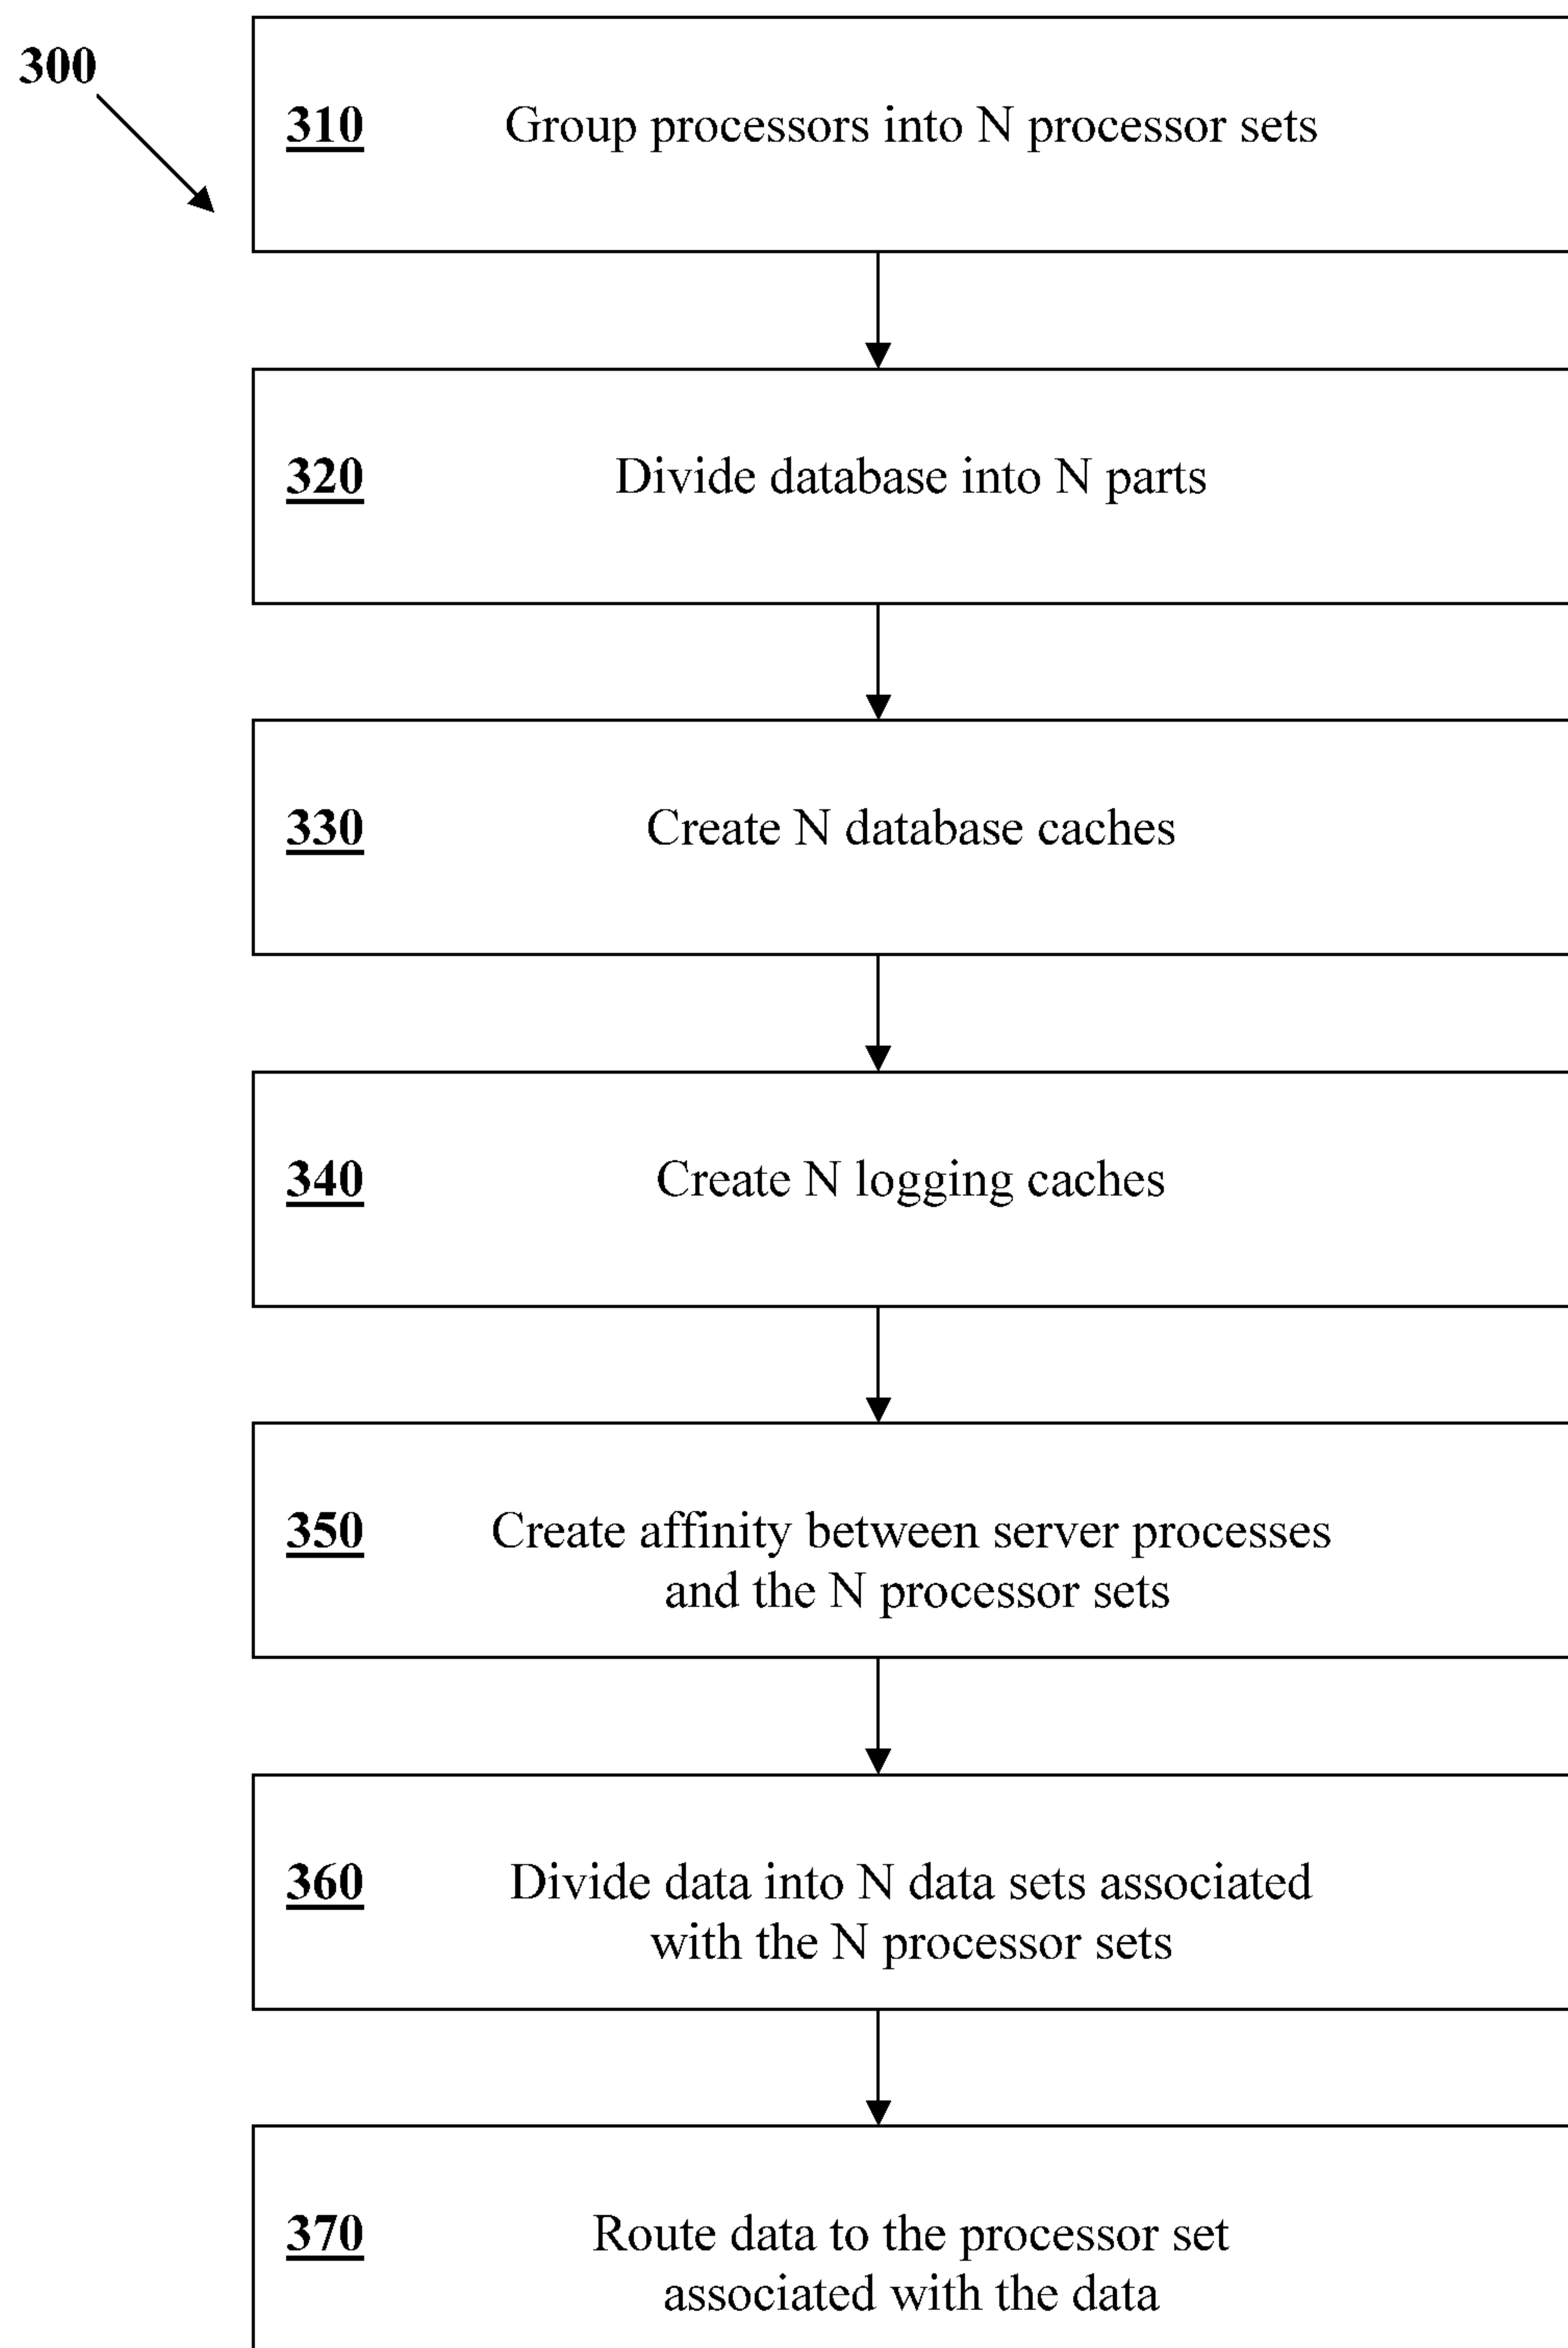 300
310 Group processors into N processor sets
320 Divide database into N parts
330 Create N database caches
340 Create N logging caches
350 Create affinity between server processes
and the N processor sets
360 Divide data into N data sets associated
with the N processor sets
370 Route data to the processor set
associated with the data